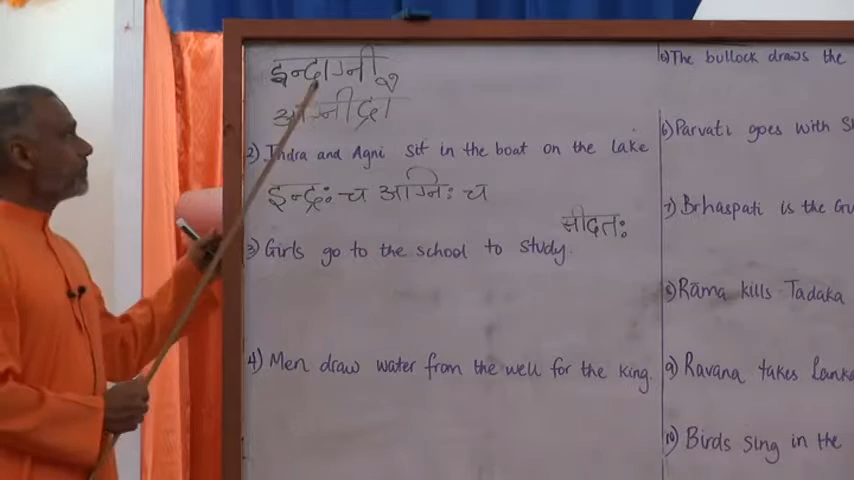 इन्द्राग्नी
अग्नीद्रा
2) Indra and Agni sit in the boat on the lake
इन्द्रः च अग्निः च
सीदतः
3) Girls go to the school to study.
4) Men draw water from the well for the king.
5) The bullock draws the
6) Parvati goes with
7) Brhaspati is the
8) Rāma kills Tadaka
9) Ravana takes
10) Birds sing in the